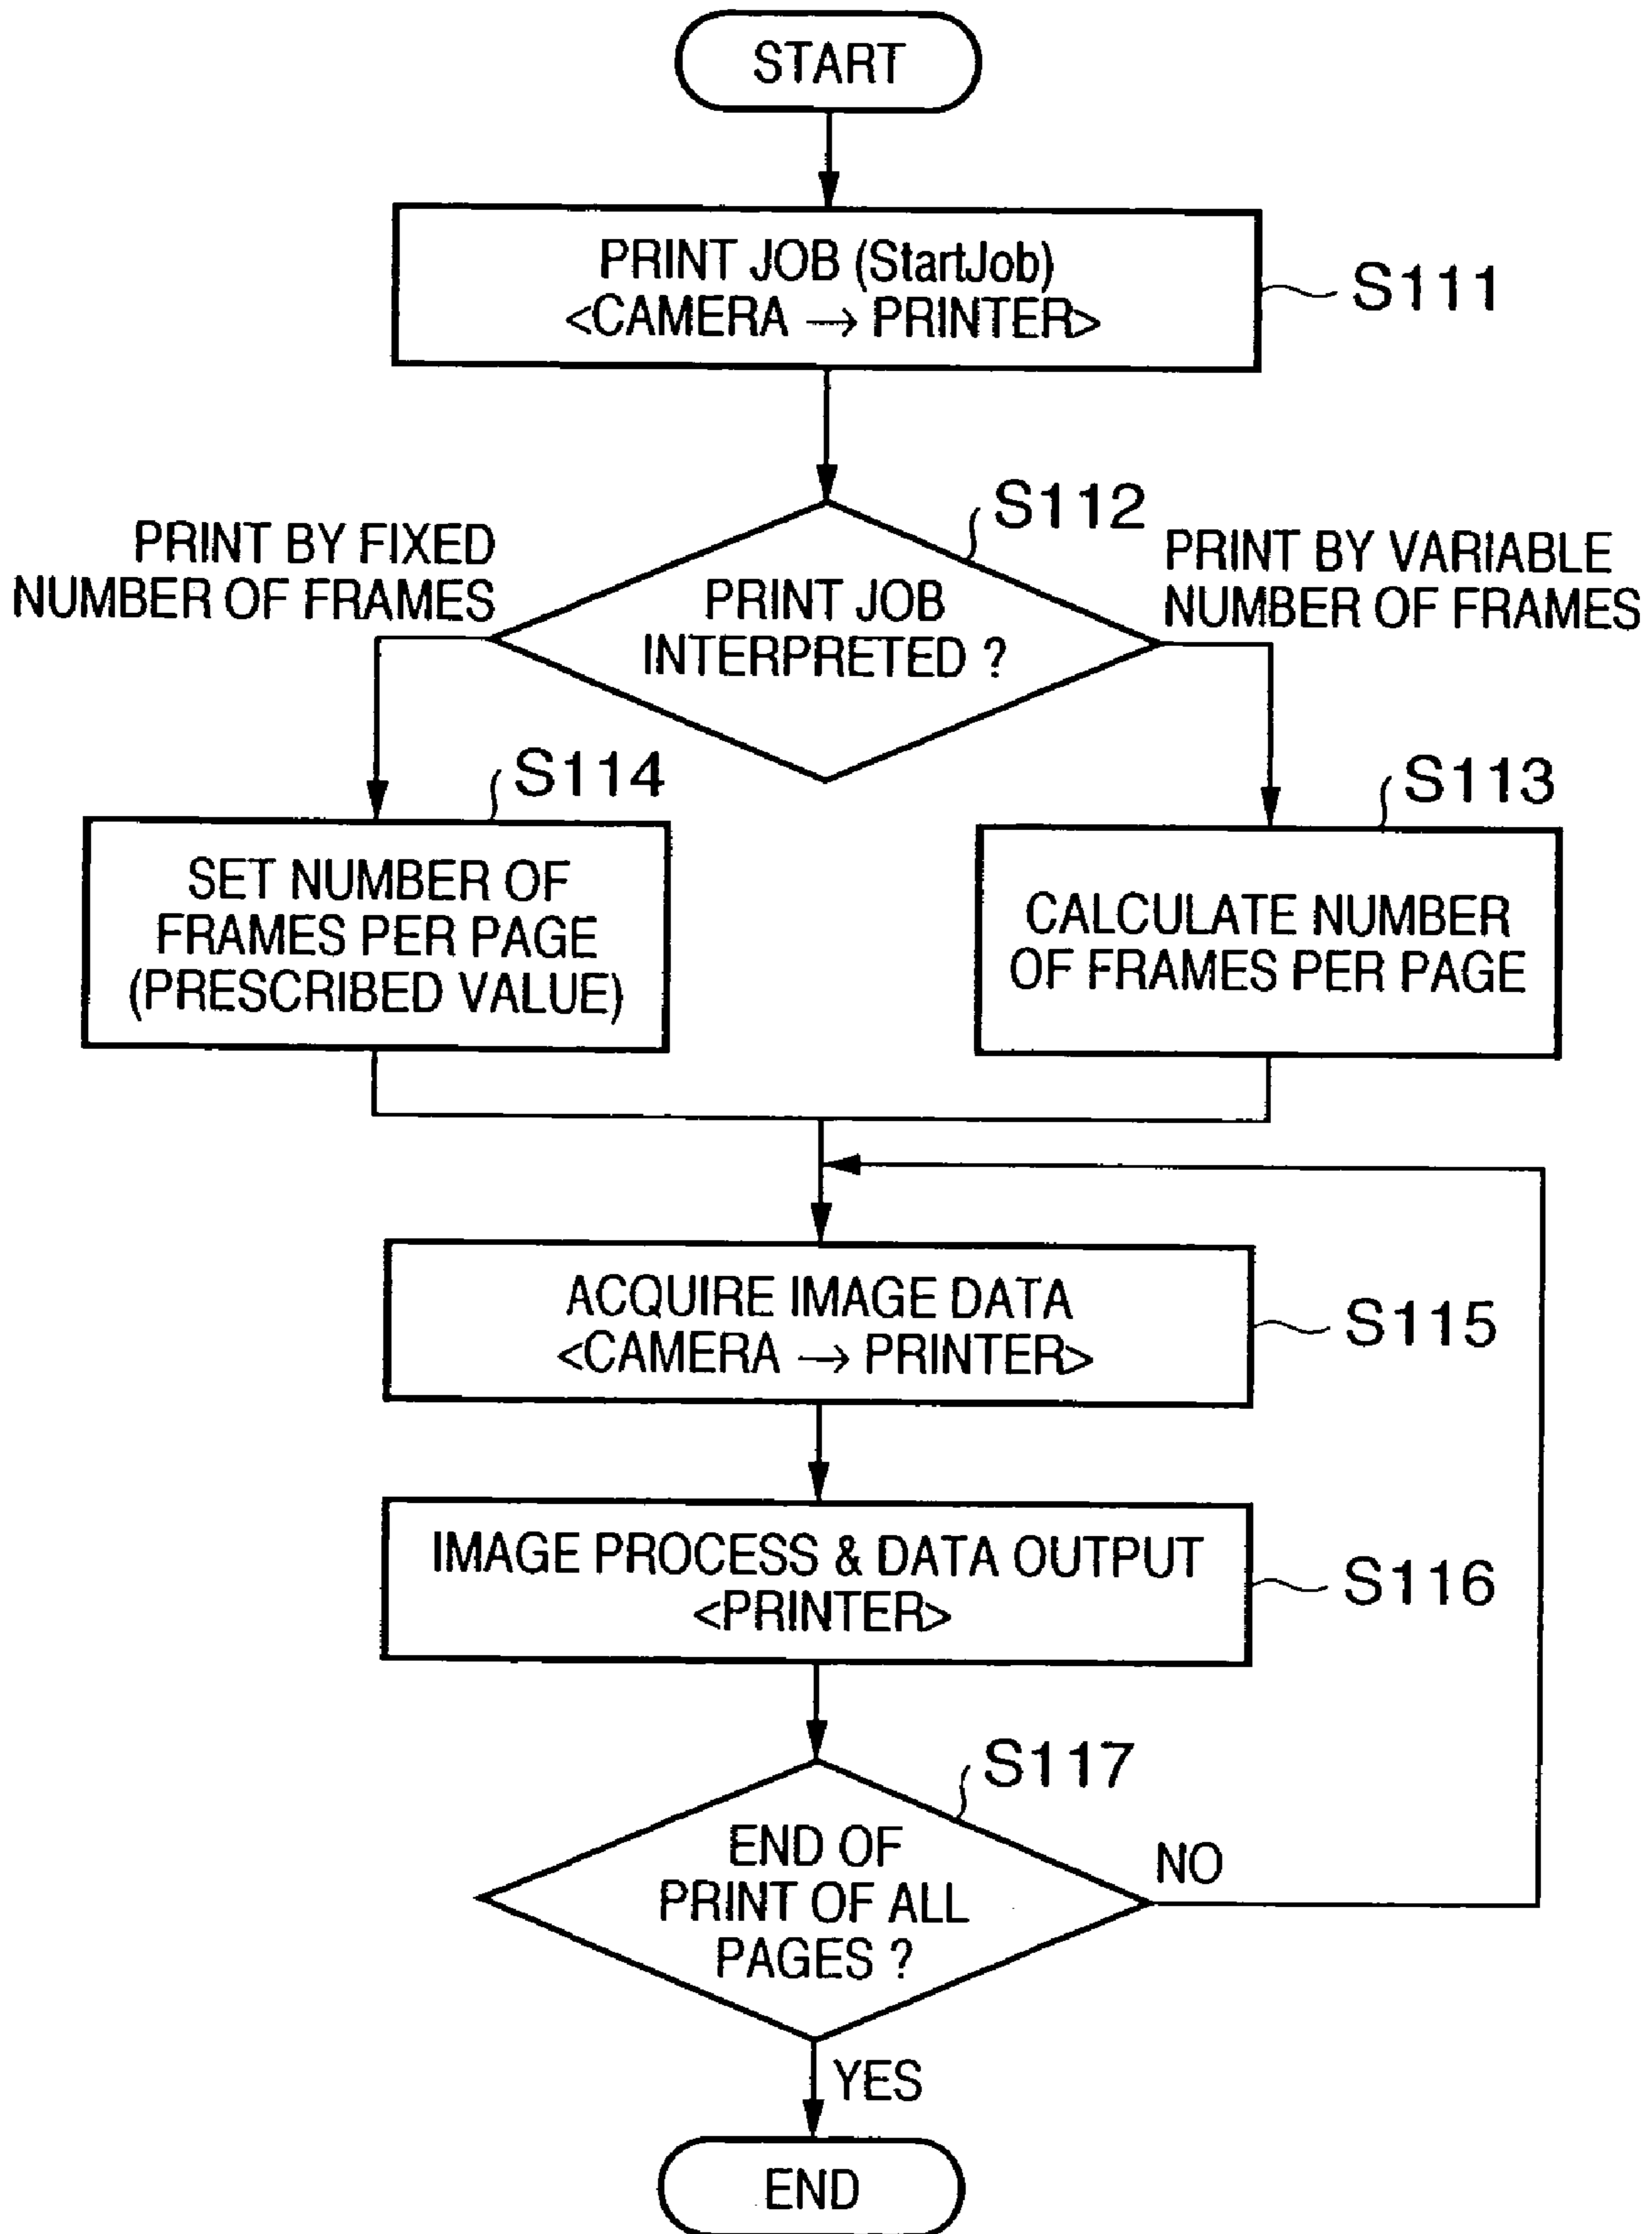 START
PRINT JOB (StartJob)
<CAMERA → PRINTER>
S111
S112
PRINT BY FIXED
NUMBER OF FRAMES
PRINT JOB
INTERPRETED ?
PRINT BY VARIABLE
NUMBER OF FRAMES
S114
SET NUMBER OF
FRAMES PER PAGE
(PRESCRIBED VALUE)
S113
CALCULATE NUMBER
OF FRAMES PER PAGE
ACQUIRE IMAGE DATA
<CAMERA → PRINTER>
S115
IMAGE PROCESS & DATA OUTPUT
<PRINTER>
S116
S117
END OF
PRINT OF ALL
PAGES ?
NO
YES
END